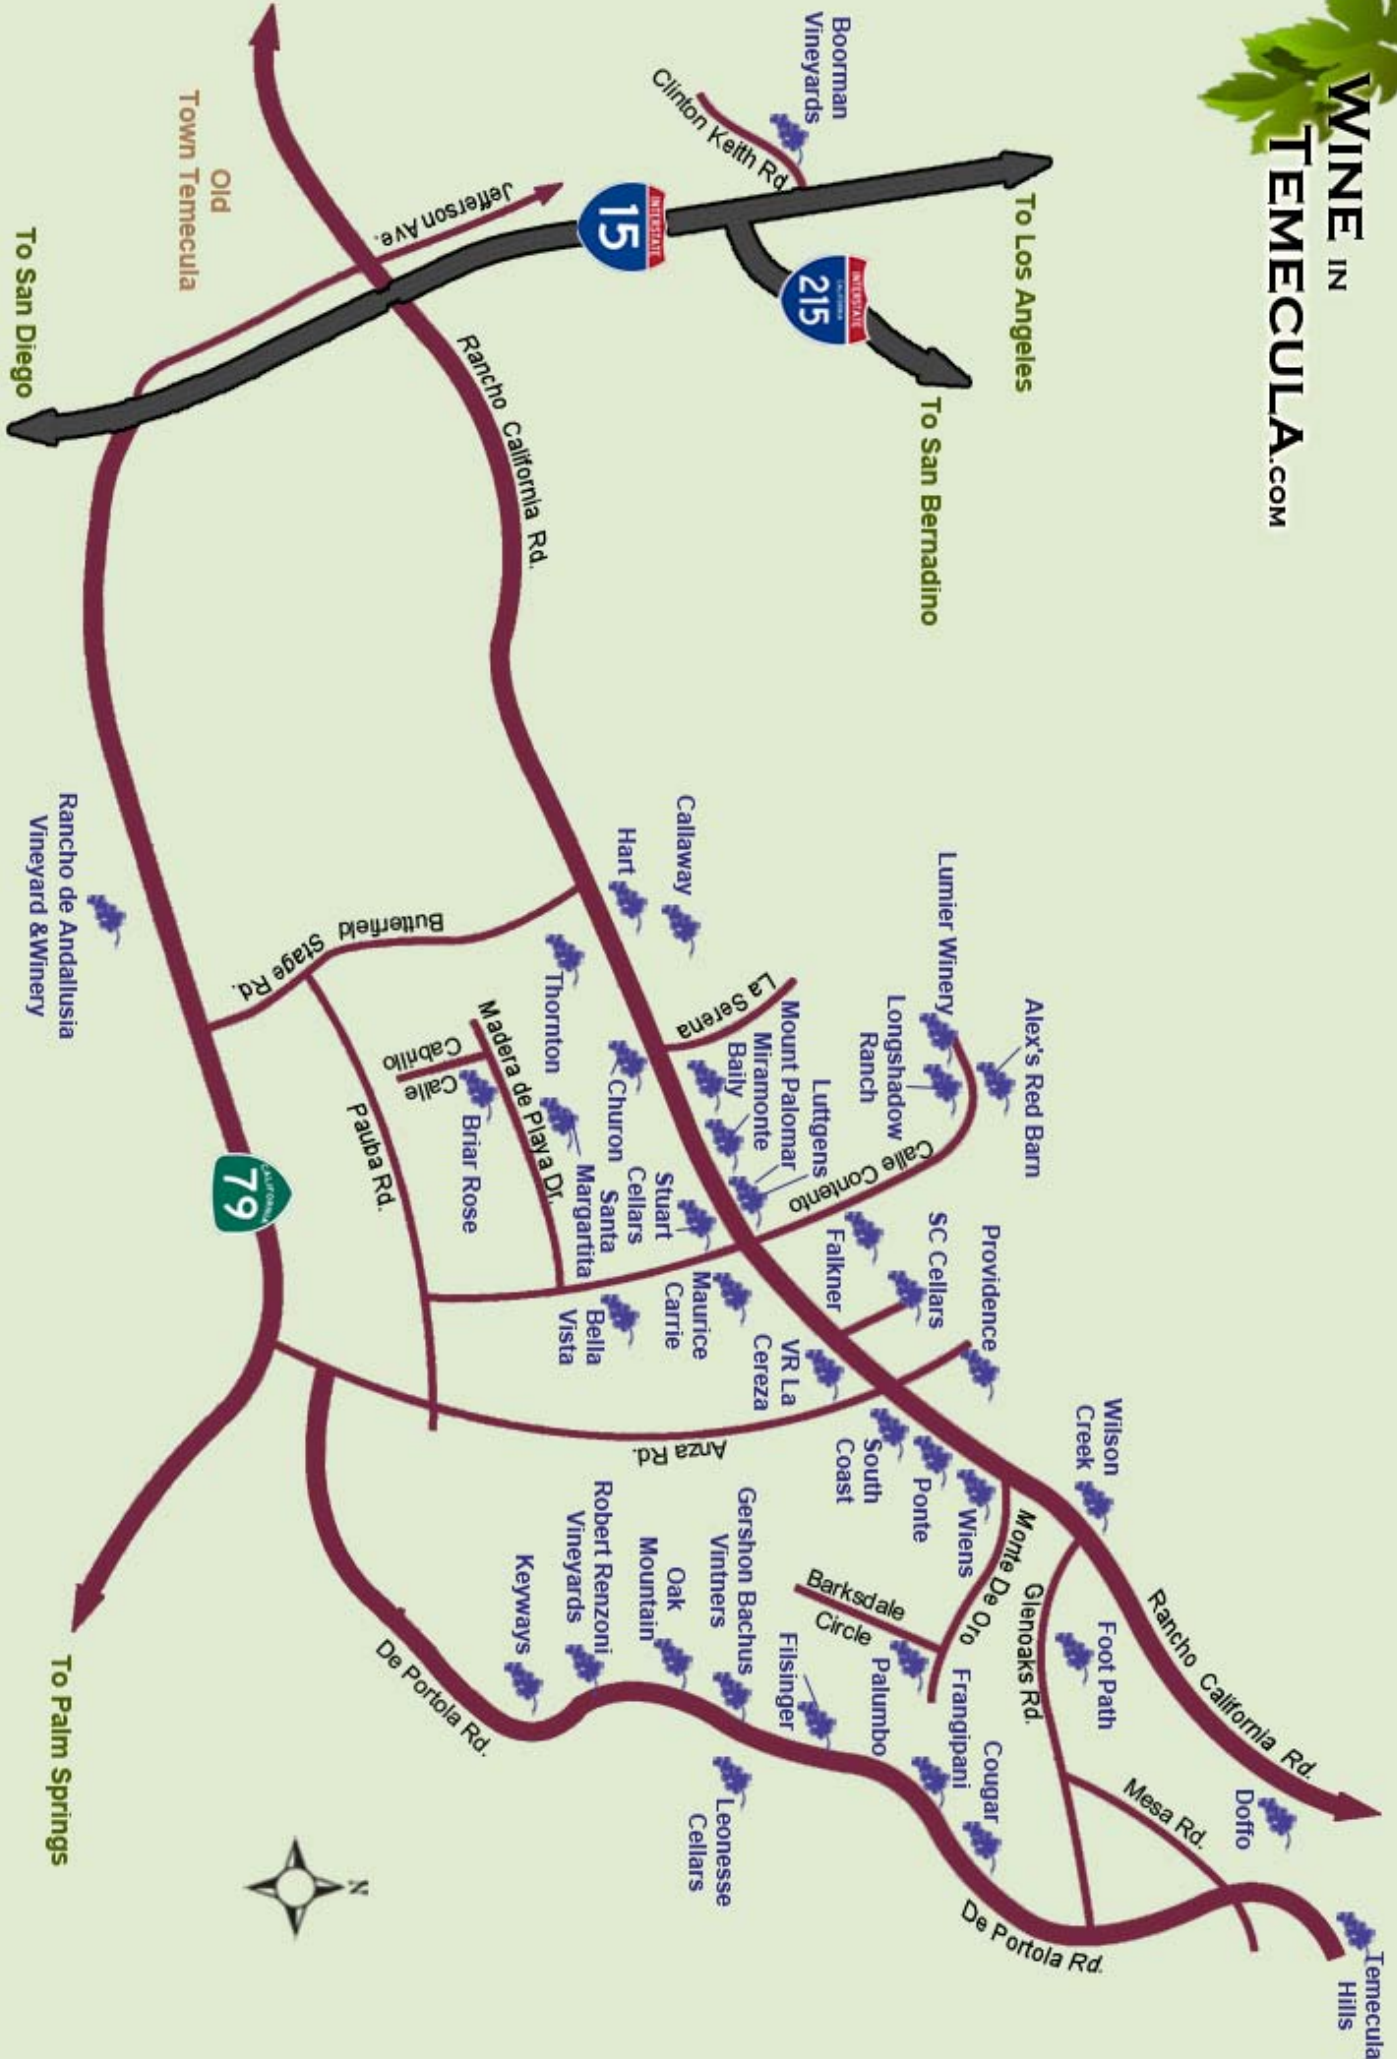 WINE IN
TEMECULA.COM
To Los Angeles
To San Bernadino
Boorman
Vineyards
Clinton Keith Rd.
INTERSTATE
CALIFORNIA
215
INTERSTATE
15
Jefferson Ave.
Old
Town Temecula
To San Diego
Rancho California Rd.
Callaway
Hart
Lumier Winery
Alex's Red Barn
Longshadow
Ranch
La Serena
Mount Palomar
Miramonte
Baily
Luttgens
Calle Contento
Thornton
Churon
Madera de Playa Dr.
Calle
Cabrillo
Briar Rose
Santa
Margartita
Stuart
Cellars
Butterfield
Stage Rd.
Pauba Rd.
Rancho de Andallusia
Vineyard &Winery
CALIFORNIA
79
Falkner
SC Cellars
Providence
Maurice
Carrie
Bella
Vista
VR La
Cereza
Anza Rd.
South
Coast
Ponte
Wiens
Wilson
Creek
Monte De Oro
Glenoaks Rd.
Barksdale
Circle
Palumbo
Foot Path
Rancho California Rd.
Mesa Rd.
Doffo
Temecula
Hills
Frangipani
Cougar
Filsinger
Gershon Bachus
Vintners
Oak
Mountain
Robert Renzoni
Vineyards
Keyways
Leonesse
Cellars
De Portola Rd.
De Portola Rd.
To Palm Springs
N